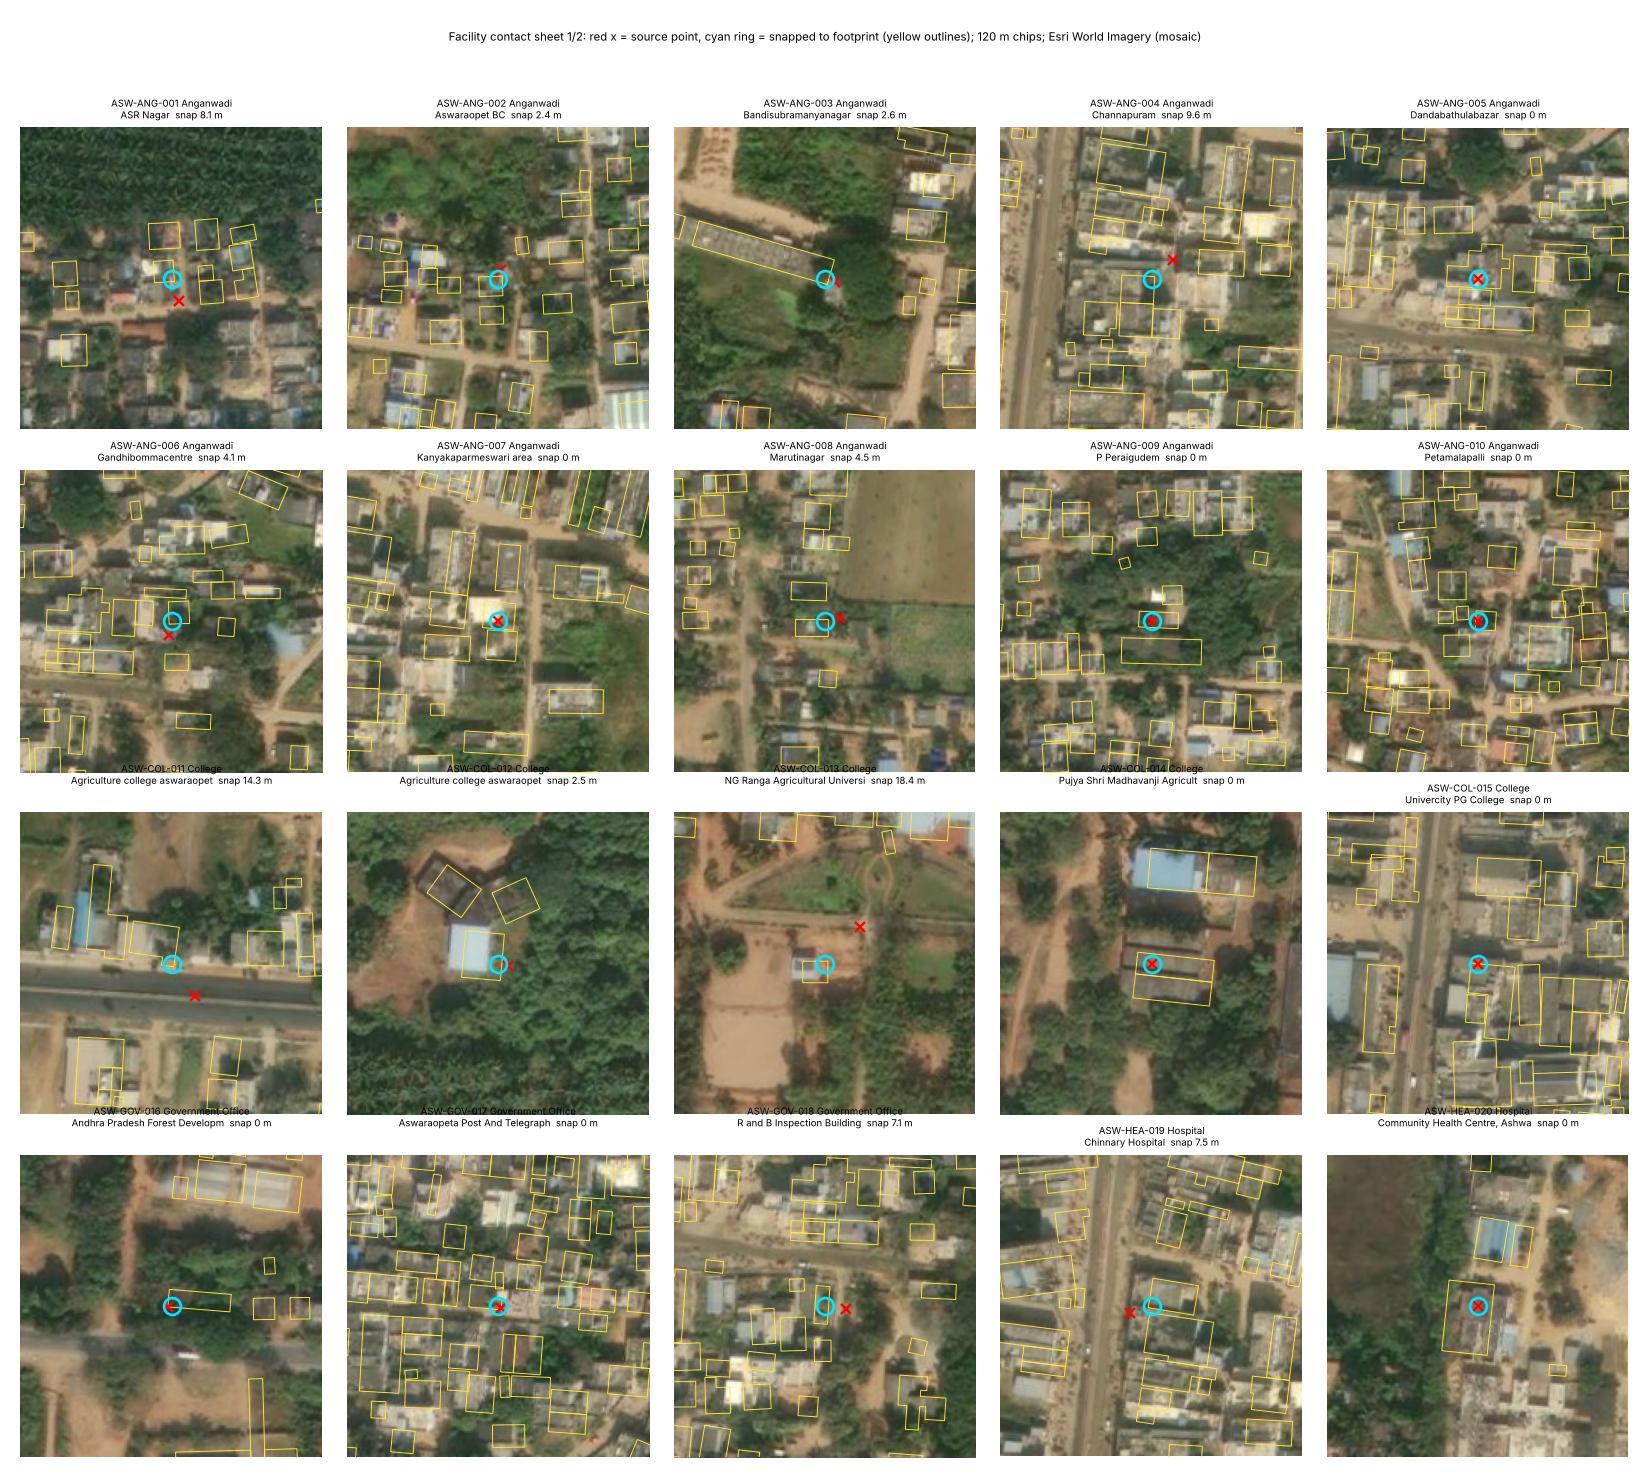 Facility contact sheet 1/2: red x = source point, cyan ring = snapped to footprint (yellow outlines); 120 m chips; Esri World Imagery (mosaic)
ASW-ANG-001 Anganwadi
ASR Nagar  snap 8.1 m
ASW-ANG-002 Anganwadi
Aswaraopet BC  snap 2.4 m
ASW-ANG-003 Anganwadi
Bandisubramanyanagar  snap 2.6 m
ASW-ANG-004 Anganwadi
Channapuram  snap 9.6 m
ASW-ANG-005 Anganwadi
Dandabathulabazar  snap 0 m
ASW-ANG-006 Anganwadi
Gandhibommacentre  snap 4.1 m
ASW-ANG-007 Anganwadi
Kanyakaparmeswari area  snap 0 m
ASW-ANG-008 Anganwadi
Marutinagar  snap 4.5 m
ASW-ANG-009 Anganwadi
P Peraigudem  snap 0 m
ASW-ANG-010 Anganwadi
Petamalapalli  snap 0 m
ASW-COL-011 College
Agriculture college aswaraopet  snap 14.3 m
ASW-COL-012 College
Agriculture college aswaraopet  snap 2.5 m
ASW-COL-013 College
NG Ranga Agricultural Universi  snap 18.4 m
ASW-COL-014 College
Pujya Shri Madhavanji Agricult  snap 0 m
ASW-COL-015 College
Univercity PG College  snap 0 m
ASW-GOV-016 Government Office
Andhra Pradesh Forest Developm  snap 0 m
ASW-GOV-017 Government Office
Aswaraopeta Post And Telegraph  snap 0 m
ASW-GOV-018 Government Office
R and B Inspection Building  snap 7.1 m
ASW-HEA-019 Hospital
Chinnary Hospital  snap 7.5 m
ASW-HEA-020 Hospital
Community Health Centre, Ashwa  snap 0 m